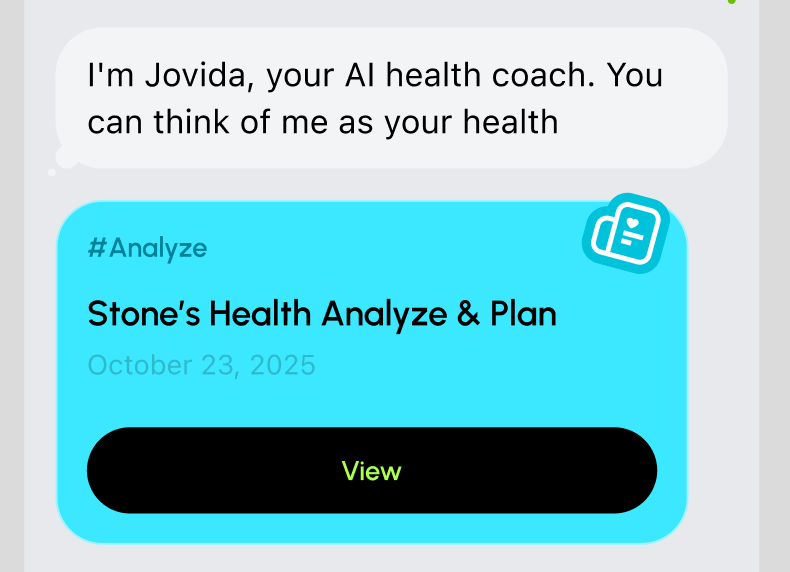 I'm Jovida, your AI health coach. You
can think of me as your health
#Analyze
Stone’s Health Analyze & Plan
October 23, 2025
View